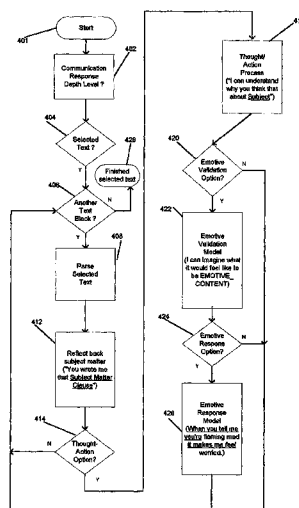 401
Start
402
Communication
Response
Depth Level ?
404
Selected
Text ?
Y
428
Finished
selected text
406
Another
Text
Block ?
N
Y
408
Parse
Selected
Text
412
Reflect back
subject matter
("You wrote me
that Subject Matter
Clause")
414
Thought-
Action
Option?
N
Y
Thought/
Action
Process
("I can understand
why you think that
about Subject")
420
Emotive
Validation
Option?
N
Y
422
Emotive
Validation
Model
(I can imagine what
it would feel like to
be EMOTIVE_
CONTENT)
424
Emotive
Respons
Option?
N
Y
426
Emotive
Response
Model
(When you tell me
you're flaming mad
it makes me feel
worried.)